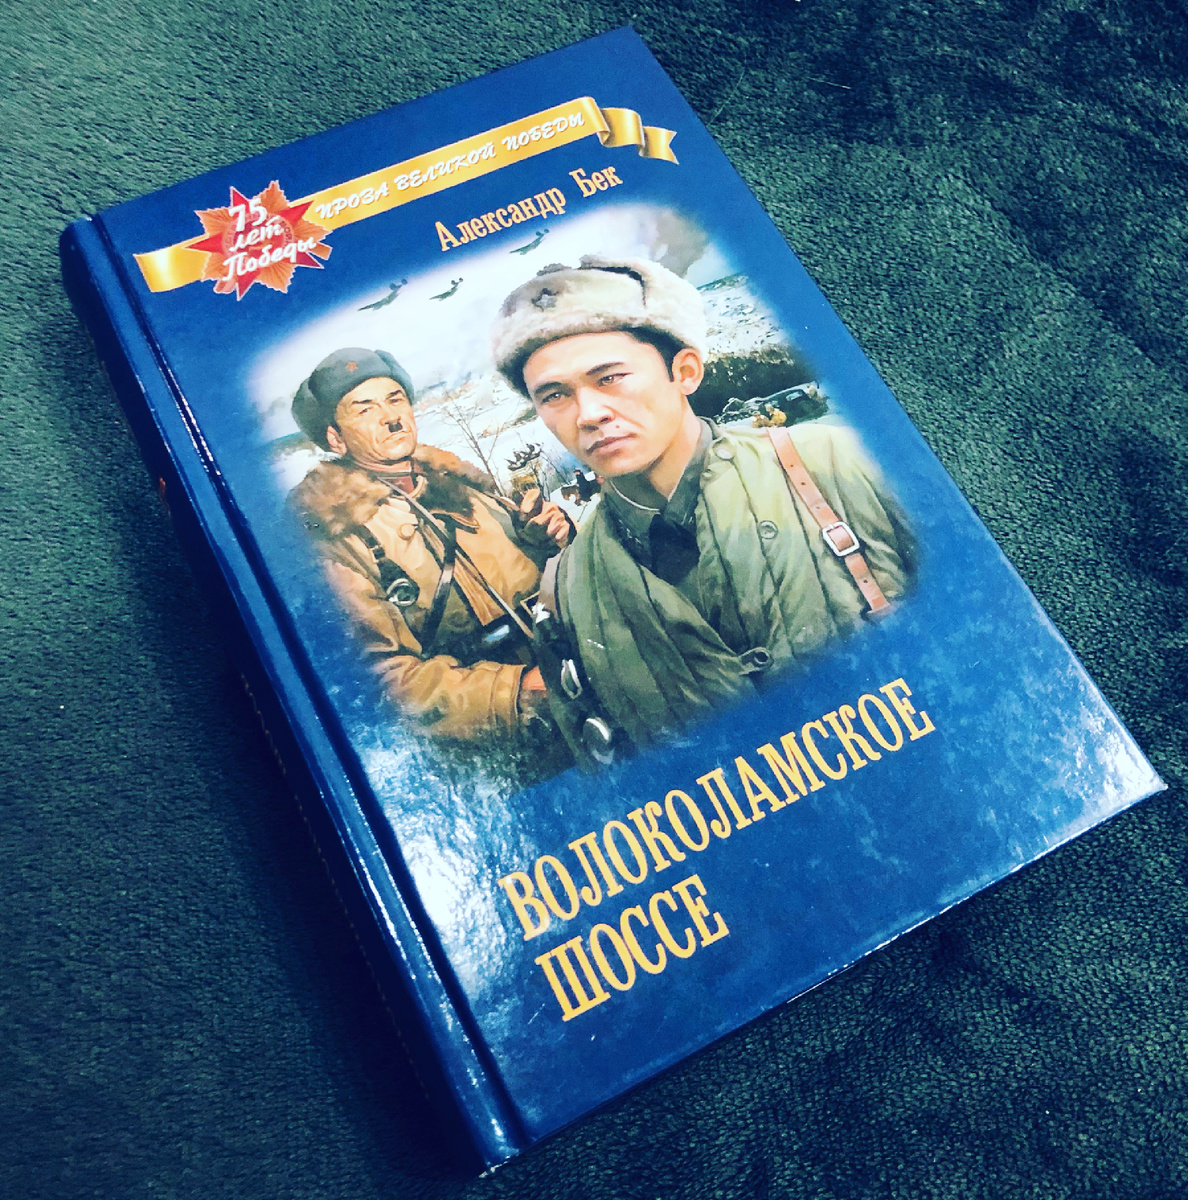 75
лет
Победы
ПРОЗА ВЕЛИКОЙ ПОБЕДЫ
Александр Бек
ВОЛОКОЛАМСКОЕ
ШОССЕ